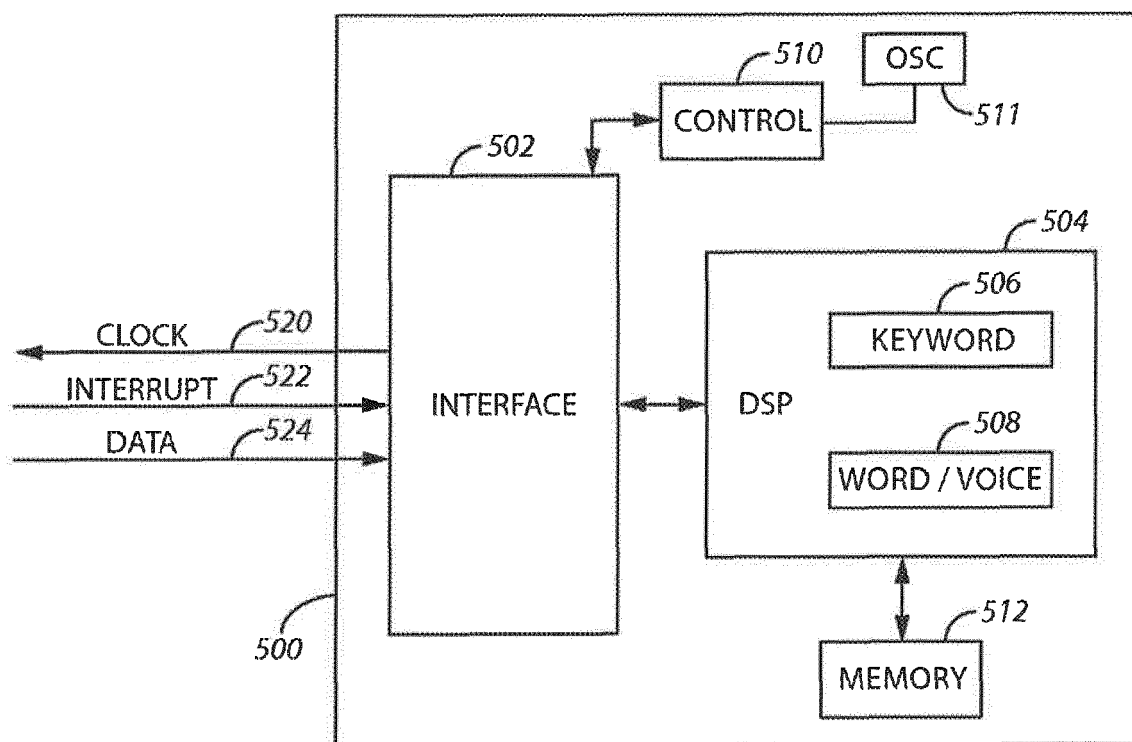 510
OSC
511
CONTROL
502
504
506
KEYWORD
CLOCK
520
INTERRUPT
522
INTERFACE
DSP
DATA
524
508
WORD / VOICE
500
512
MEMORY